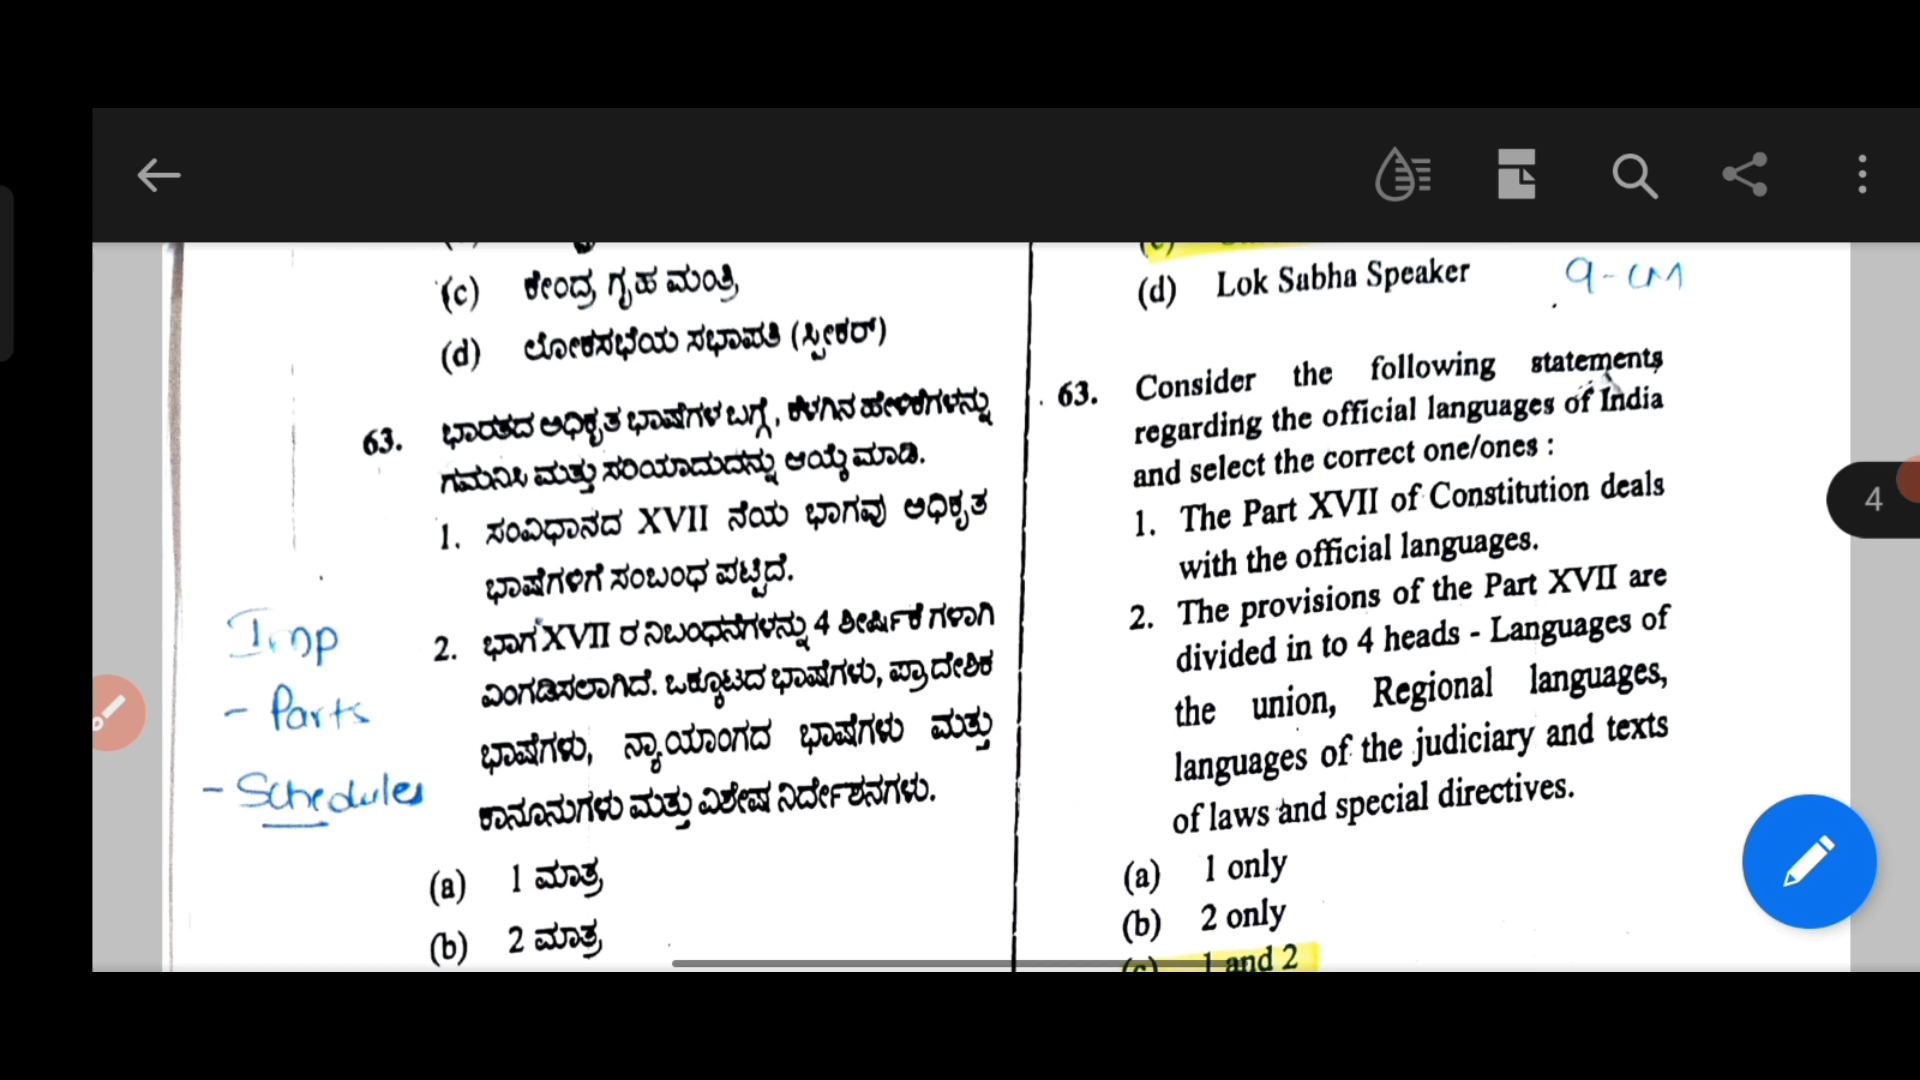 (c) ಕೇಂದ್ರ ಗೃಹ ಮಂತ್ರಿ
(d) ಲೋಕಸಭೆಯ ಸಭಾಪತಿ (ಸ್ಪೀಕರ್)
63. ಭಾರತದ ಅಧಿಕೃತ ಭಾಷೆಗಳ ಬಗ್ಗೆ, ಕೆಳಗಿನ ಹೇಳಿಕೆಗಳನ್ನು
ಗಮನಿಸಿ ಮತ್ತು ಸರಿಯಾದುದನ್ನು ಆಯ್ಕೆ ಮಾಡಿ.
1. ಸಂವಿಧಾನದ XVII ನೆಯ ಭಾಗವು ಅಧಿಕೃತ
ಭಾಷೆಗಳಿಗೆ ಸಂಬಂಧ ಪಟ್ಟಿದೆ.
2. ಭಾಗ XVII ರ ನಿಬಂಧನೆಗಳನ್ನು 4 ಶೀರ್ಷಿಕೆ ಗಳಾಗಿ
ವಿಂಗಡಿಸಲಾಗಿದೆ. ಒಕ್ಕೂಟದ ಭಾಷೆಗಳು, ಪ್ರಾದೇಶಿಕ
ಭಾಷೆಗಳು, ನ್ಯಾಯಾಂಗದ ಭಾಷೆಗಳು ಮತ್ತು
ಕಾನೂನುಗಳು ಮತ್ತು ವಿಶೇಷ ನಿರ್ದೇಶನಗಳು.
(a) 1 ಮಾತ್ರ
(b) 2 ಮಾತ್ರ
Imp
- Parts
- Schedules
(d) Lok Sabha Speaker
9-CM
63. Consider the following statements
regarding the official languages of India
and select the correct one/ones :
1. The Part XVII of Constitution deals
with the official languages.
2. The provisions of the Part XVII are
divided in to 4 heads - Languages of
the union, Regional languages,
languages of the judiciary and texts
of laws and special directives.
(a) 1 only
(b) 2 only
(c) 1 and 2
4